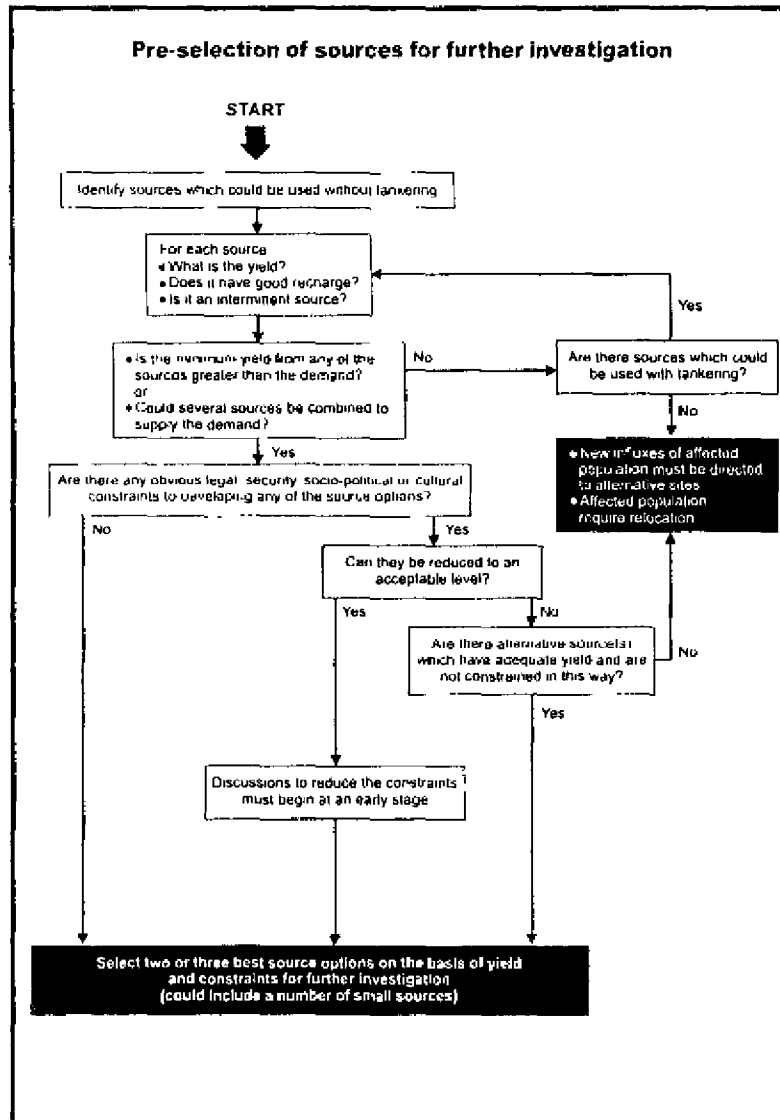 Pre-selection of sources for further investigation
START
Identify sources which could be used without tankering
For each source
● What is the yield?
● Does it have good recharge?
● Is it an interminent source?
● Is the minimum yield from any of the
sources greater than the demand?
or
● Could several sources be combined to
supply the demand?
No
Are there sources which could
be used with tankering?
Yes
No
● New influxes of affected
population must be directed
to alternative sites
● Affected population
require relocation
Yes
Are there any obvious legal, security, socio-political or cultural
constraints to developing any of the source options?
No
Yes
Can they be reduced to an
acceptable level?
Yes
No
Are there alternative source(s)
which have adequate yield and are
not constrained in this way?
No
Yes
Discussions to reduce the constraints
must begin at an early stage
Select two or three best source options on the basis of yield
and constraints for further investigation
(could include a number of small sources)